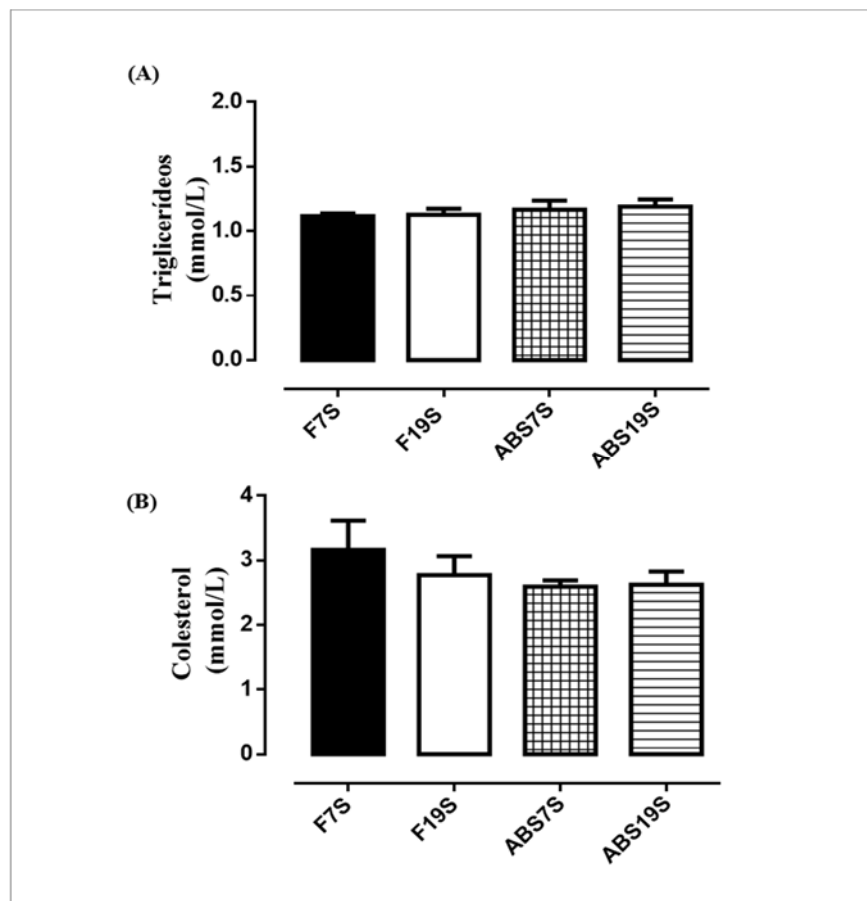 (A)
Triglicerídeos
(mmol/L)
2.0
1.5
1.0
0.5
0.0
F7S
F19S
ABS7S
ABS19S
(B)
Colesterol
(mmol/L)
4
3
2
1
0
F7S
F19S
ABS7S
ABS19S